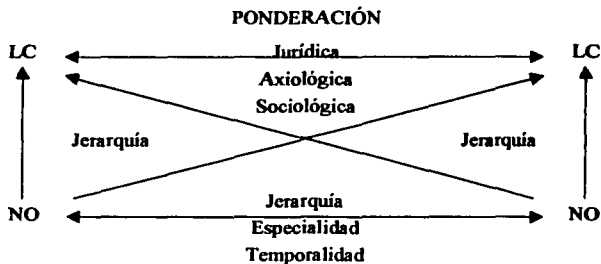 PONDERACIÓN
LC Jurídica LC
Axiológica
Sociológica
Jerarquía Jerarquía
Jerarquía
NO Especialidad NO
Temporalidad